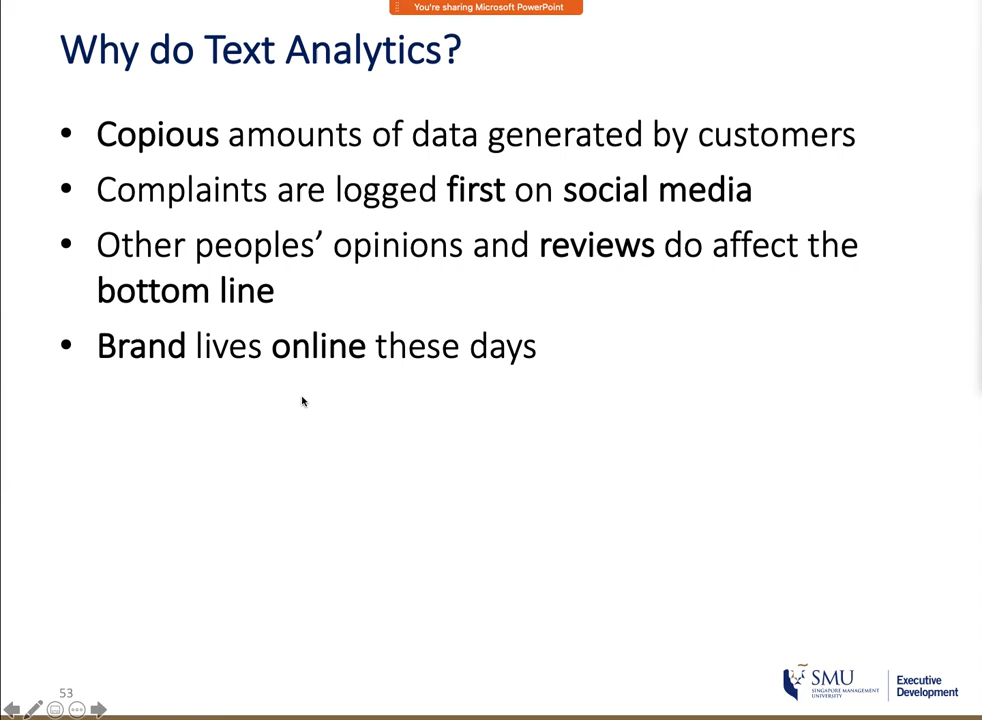 You're sharing Microsoft PowerPoint
Why do Text Analytics?
• Copious amounts of data generated by customers
• Complaints are logged first on social media
• Other peoples’ opinions and reviews do affect the
bottom line
• Brand lives online these days
53
SMU
SINGAPORE MANAGEMENT
UNIVERSITY
Executive
Development